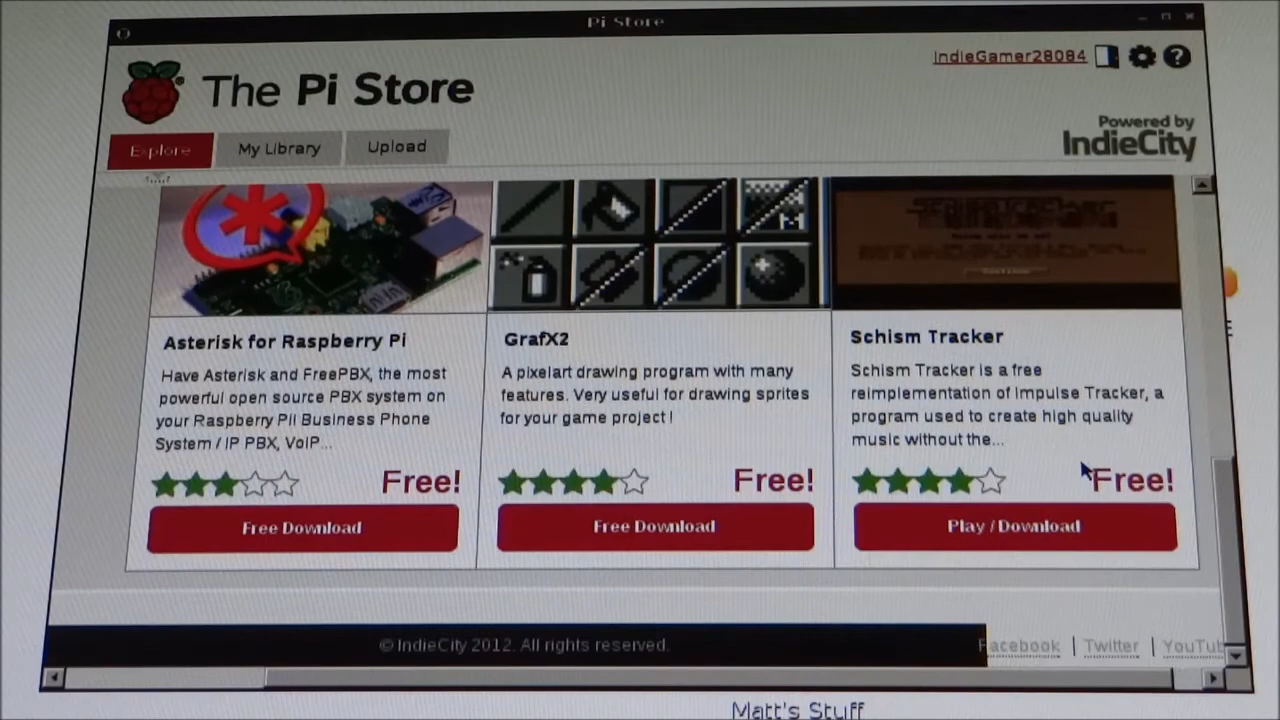 Pi Store
The Pi Store
IndieGamer28084
Explore
My Library
Upload
Powered by
IndieCity
Asterisk for Raspberry Pi
Have Asterisk and FreePBX, the most
powerful open source PBX system on
your Raspberry Pi! Business Phone
System / IP PBX, VoIP...
Free!
Free Download
GrafX2
A pixelart drawing program with many
features. Very useful for drawing sprites
for your game project !
Free!
Free Download
Schism Tracker
Schism Tracker is a free
reimplementation of Impulse Tracker, a
program used to create high quality
music without the...
Free!
Play / Download
© IndieCity 2012. All rights reserved.
Facebook | Twitter | YouTub
Matt's Stuff